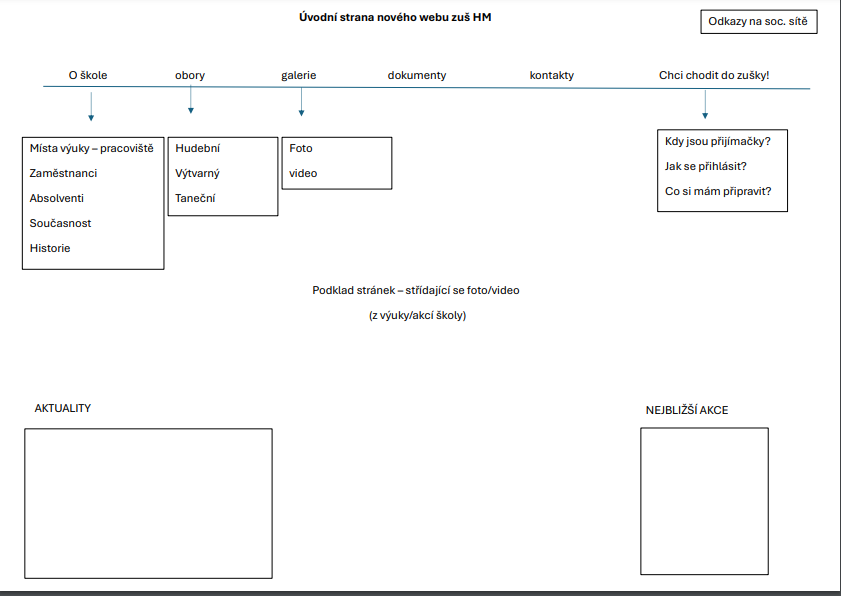 Úvodní strana nového webu zuš HM
Odkazy na soc. sítě
O škole
obory
galerie
dokumenty
kontakty
Chci chodit do zušky!
Místa výuky – pracoviště
Zaměstnanci
Absolventi
Současnost
Historie
Hudební
Výtvarný
Taneční
Foto
video
Kdy jsou přijímačky?
Jak se přihlásit?
Co si mám připravit?
Podklad stránek – střídající se foto/video
(z výuky/akcí školy)
AKTUALITY
NEJBLIŽŠÍ AKCE